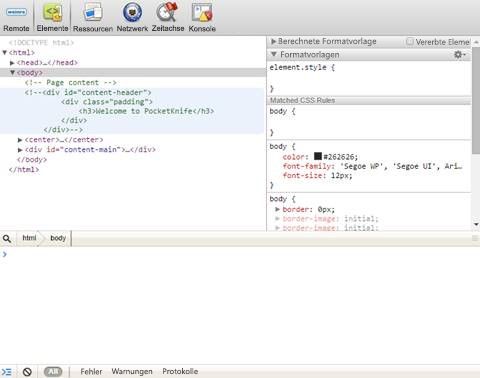 weinre
Remote
Elemente
Ressourcen
Netzwerk
Zeitachse
Konsole
<!DOCTYPE html>
▼<html>
▶<head>…</head>
▼<body>
<!-- Page content -->
<!--<div id="content-header">
<div class="padding">
<h3>Welcome to PocketKnife</h3>
</div>
</div>-->
▶<center>…</center>
▶<div id="content-main">…</div>
</body>
</html>
▶ Berechnete Formatvorlage
Vererbte Eleme
▼ Formatvorlagen
element.style {
}
Matched CSS Rules
body {
}
body {
color: #262626;
font-family: 'Segoe WP', 'Segoe UI', Ari…
font-size: 12px;
}
body {
▶ border: 0px;
▶ border-image: initial;
▶ border-image: initial;
html
body
>
All
Fehler
Warnungen
Protokolle